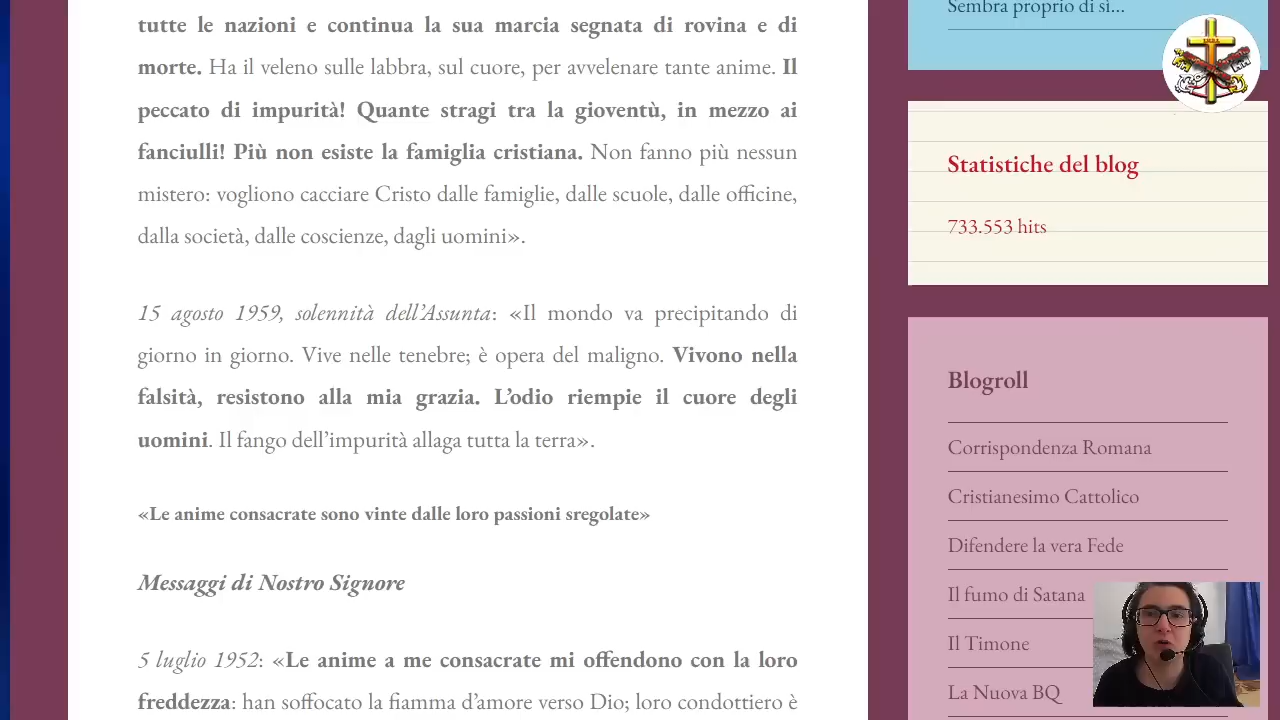 tutte le nazioni e continua la sua marcia segnata di rovina e di
morte. Ha il veleno sulle labbra, sul cuore, per avvelenare tante anime. Il
peccato di impurità! Quante stragi tra la gioventù, in mezzo ai
fanciulli! Più non esiste la famiglia cristiana. Non fanno più nessun
mistero: vogliono cacciare Cristo dalle famiglie, dalle scuole, dalle officine,
dalla società, dalle coscienze, dagli uomini».
15 agosto 1959, solennità dell’Assunta: «Il mondo va precipitando di
giorno in giorno. Vive nelle tenebre; è opera del maligno. Vivono nella
falsità, resistono alla mia grazia. L’odio riempie il cuore degli
uomini. Il fango dell’impurità allaga tutta la terra».
«Le anime consacrate sono vinte dalle loro passioni sregolate»
Messaggi di Nostro Signore
5 luglio 1952: «Le anime a me consacrate mi offendono con la loro
freddezza: han soffocato la fiamma d’amore verso Dio; loro condottiero è
Sembra proprio di sì...
Statistiche del blog
733.553 hits
Blogroll
Corrispondenza Romana
Cristianesimo Cattolico
Difendere la vera Fede
Il fumo di Satana
Il Timone
La Nuova BQ